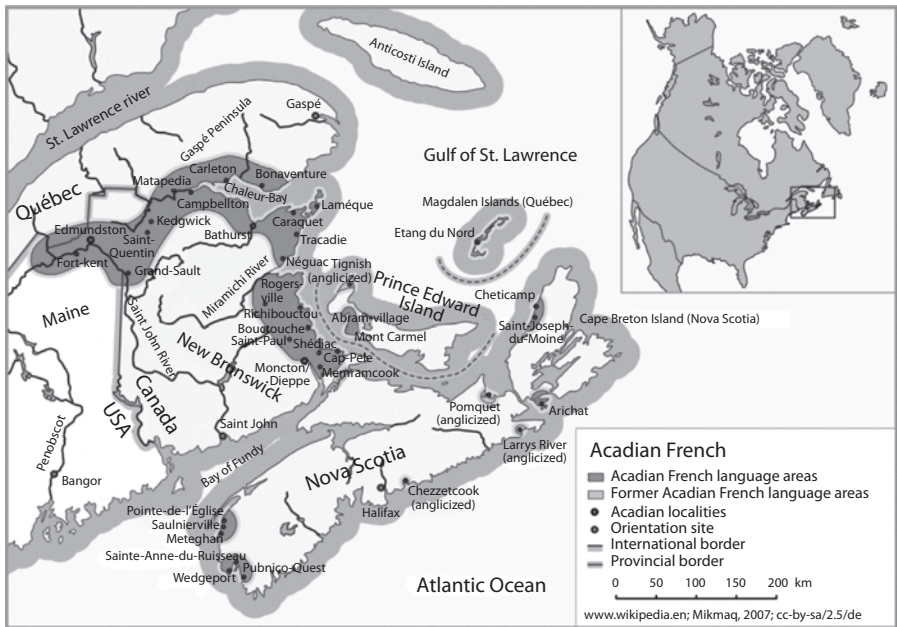 Anticosti Island
St. Lawrence river
Gaspé
Gaspé Peninsula
Gulf of St. Lawrence
Carleton
Bonaventure
Matapedia
Chaleur-Bay
Québec
Campbellton
Laméque
Magdalen Islands (Québec)
Kedgwick
Caraquet
Edmundston
Saint-
Quentin
Bathurst
Tracadie
Etang du Nord
Fort-kent
Grand-Sault
Néguac
Tignish
(anglicized)
Miramichi River
Rogers-
ville
Prince Edward
Island
Cheticamp
Maine
Saint John River
Richibouctou
Abram-village
Saint-Joseph-
du-Moine
Cape Breton Island (Nova Scotia)
Bouctouche
Mont Carmel
Saint-Paul
Shédiac
New Brunswick
Cap-Pele
Moncton/
Dieppe
Memramcook
USA
Canada
Pomquet
(anglicized)
Arichat
Penobscot
Saint John
Larrys River
(anglicized)
Bangor
Bay of Fundy
Nova Scotia
Chezzetcook
(anglicized)
Halifax
Pointe-de-l'Église
Saulnierville
Meteghan
Sainte-Anne-du-Ruisseau
Pubnico-Quest
Wedgeport
Atlantic Ocean
Acadian French
Acadian French language areas
Former Acadian French language areas
Acadian localities
Orientation site
International border
Provincial border
0 50 100 150 200 km
www.wikipedia.en; Mikmaq, 2007; cc-by-sa/2.5/de